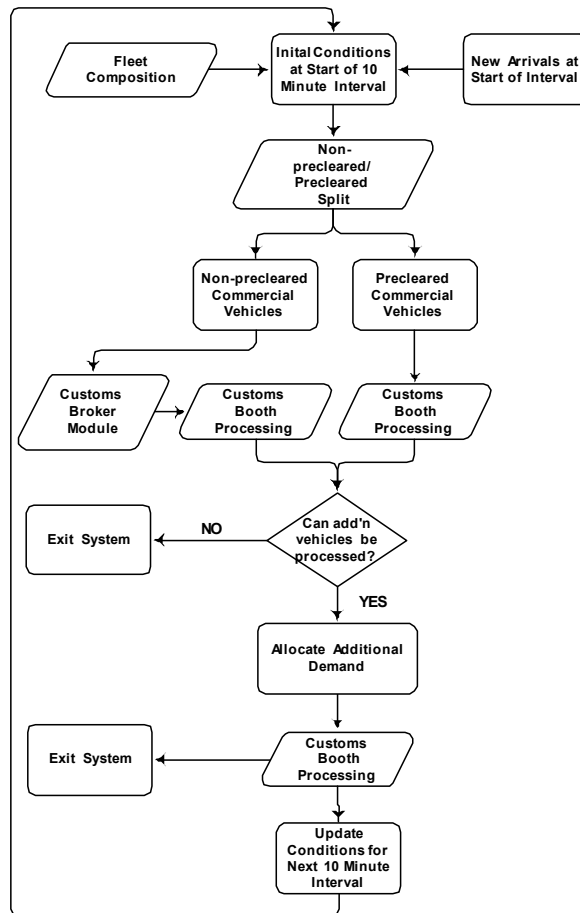 Fleet
Composition
Inital Conditions
at Start of 10
Minute Interval
New Arrivals at
Start of Interval
Non-
precleared/
Precleared
Split
Non-precleared
Commercial
Vehicles
Precleared
Commercial
Vehicles
Customs
Broker
Module
Customs
Booth
Processing
Customs
Booth
Processing
Can add'n
vehicles be
processed?
NO
Exit System
YES
Allocate Additional
Demand
Customs
Booth
Processing
Exit System
Update
Conditions for
Next 10 Minute
Interval